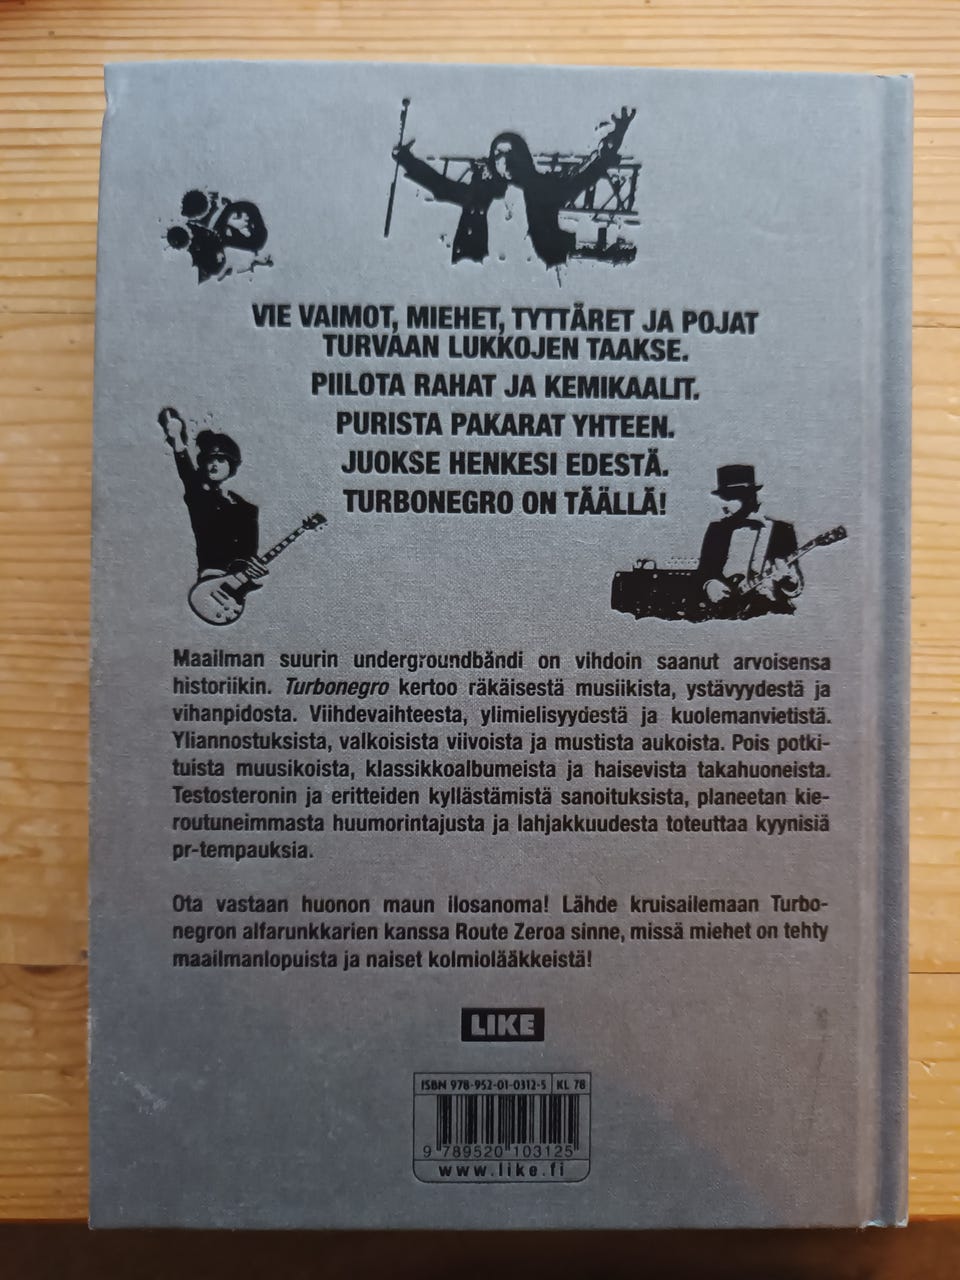 VIE VAIMOT, MIEHET, TYTTÄRET JA POJAT
TURVAAN LUKKOJEN TAAKSE.
PIILOTA RAHAT JA KEMIKAALIT.
PURISTA PAKARAT YHTEEN.
JUOKSE HENKESI EDESTÄ.
TURBONEGRO ON TÄÄLLÄ!
Maailman suurin undergroundbändi on vihdoin saanut arvoisensa
historiikin. Turbonegro kertoo räkäisestä musiikista, ystävyydestä ja
vihanpidosta. Viihdevaihteesta, ylimielisyydestä ja kuolemanvietistä.
Yliannostuksista, valkoisista viivoista ja mustista aukoista. Pois potki-
tuista muusikoista, klassikkoalbumeista ja haisevista takahuoneista.
Testosteronin ja eritteiden kyllästämistä sanoituksista, planeetan kie-
routuneimmasta huumorintajusta ja lahjakkuudesta toteuttaa kyynisiä
pr-tempauksia.
Ota vastaan huonon maun ilosanoma! Lähde kruisailemaan Turbo-
negron alfarunkkarien kanssa Route Zeroa sinne, missä miehet on tehty
maailmanlopuista ja naiset kolmiolääkkeistä!
LIKE
ISBN 978-952-01-0312-5 KL 78
9 789520 103125
www.like.fi